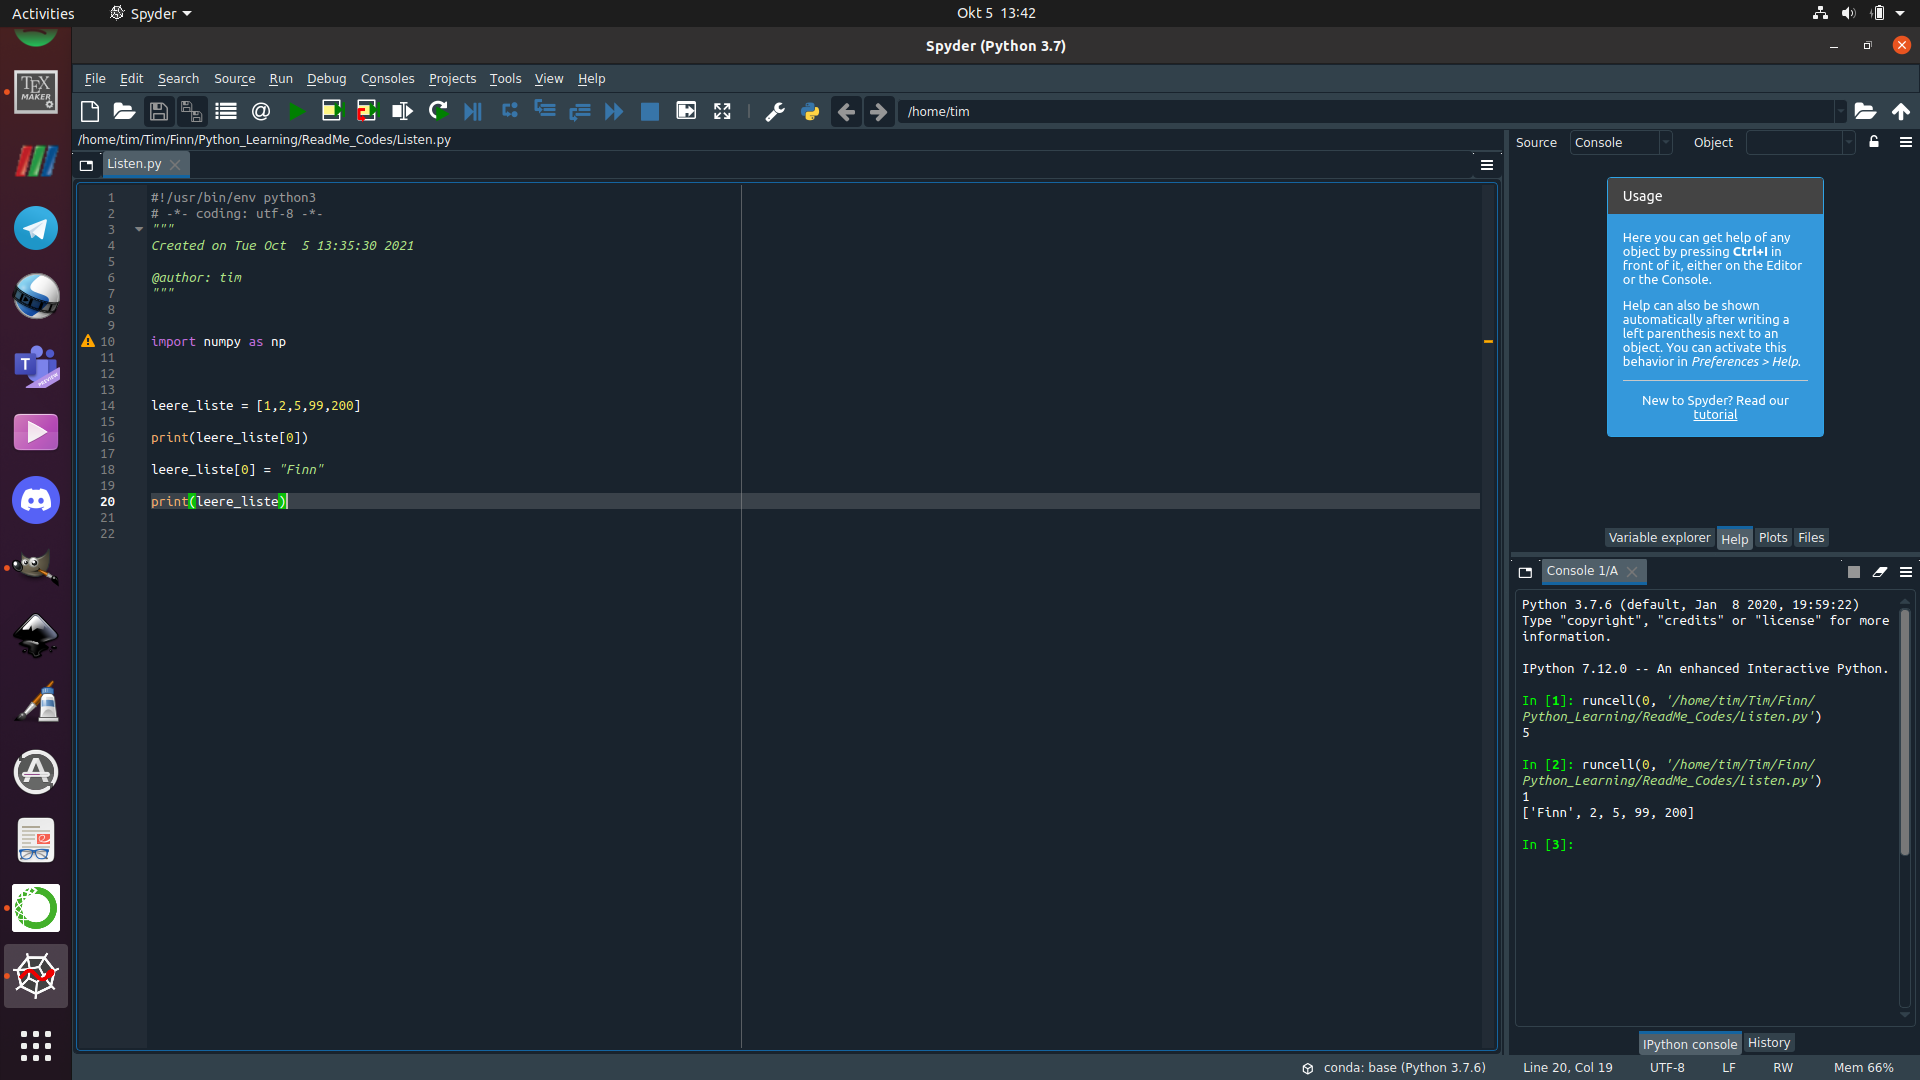 Activities
Spyder
Okt 5 13:42
Spyder (Python 3.7)
File Edit Search Source Run Debug Consoles Projects Tools View Help
/home/tim
/home/tim/Tim/Finn/Python_Learning/ReadMe_Codes/Listen.py
Listen.py
1 #!/usr/bin/env python3
2 # -*- coding: utf-8 -*-
3 """
4 Created on Tue Oct  5 13:35:30 2021
5
6 @author: tim
7 """
8
9
10 import numpy as np
11
12
13
14 leere_liste = [1,2,5,99,200]
15
16 print(leere_liste[0])
17
18 leere_liste[0] = "Finn"
19
20 print(leere_liste)
21
22
Source Console Object
Usage
Here you can get help of any
object by pressing Ctrl+I in
front of it, either on the Editor
or the Console.
Help can also be shown
automatically after writing a
left parenthesis next to an
object. You can activate this
behavior in Preferences > Help.
New to Spyder? Read our
tutorial
Variable explorer Help Plots Files
Console 1/A
Python 3.7.6 (default, Jan  8 2020, 19:59:22)
Type "copyright", "credits" or "license" for more
information.
IPython 7.12.0 -- An enhanced Interactive Python.
In [1]: runcell(0, '/home/tim/Tim/Finn/
Python_Learning/ReadMe_Codes/Listen.py')
5
In [2]: runcell(0, '/home/tim/Tim/Finn/
Python_Learning/ReadMe_Codes/Listen.py')
1
['Finn', 2, 5, 99, 200]
In [3]:
IPython console History
conda: base (Python 3.7.6) Line 20, Col 19 UTF-8 LF RW Mem 66%
TEX
MAKER
T
PREVIEW